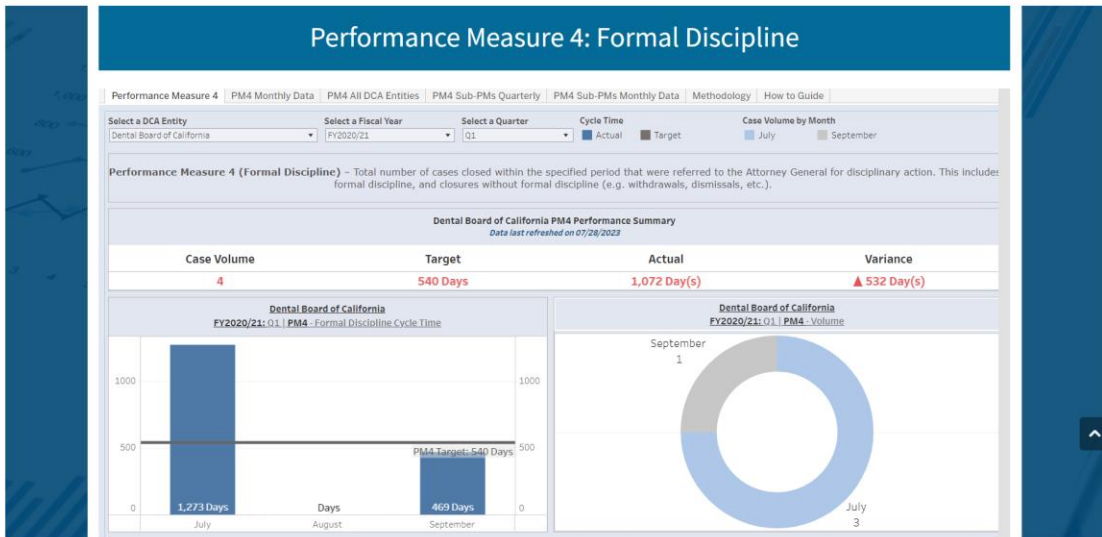 Performance Measure 4: Formal Discipline
Performance Measure 4 PM4 Monthly Data PM4 All DCA Entities PM4 Sub-PMs Quarterly PM4 Sub-PMs Monthly Data Methodology How to Guide
Select a DCA Entity Select a Fiscal Year Select a Quarter Cycle Time Case Volume by Month
Dental Board of California FY2020/21 Q1 Actual Target July September
Performance Measure 4 (Formal Discipline) – Total number of cases closed within the specified period that were referred to the Attorney General for disciplinary action. This includes
formal discipline, and closures without formal discipline (e.g. withdrawals, dismissals, etc.).
Dental Board of California PM4 Performance Summary
Data last refreshed on 07/28/2023
Case Volume Target Actual Variance
4 540 Days 1,072 Day(s) ▲ 532 Day(s)
Dental Board of California
FY2020/21: Q1 | PM4 - Formal Discipline Cycle Time
1000 1000
500 PM4 Target: 540 Days 500
0 1,273 Days Days 469 Days 0
July August September
Dental Board of California
FY2020/21: Q1 | PM4 - Volume
September
1
July
3